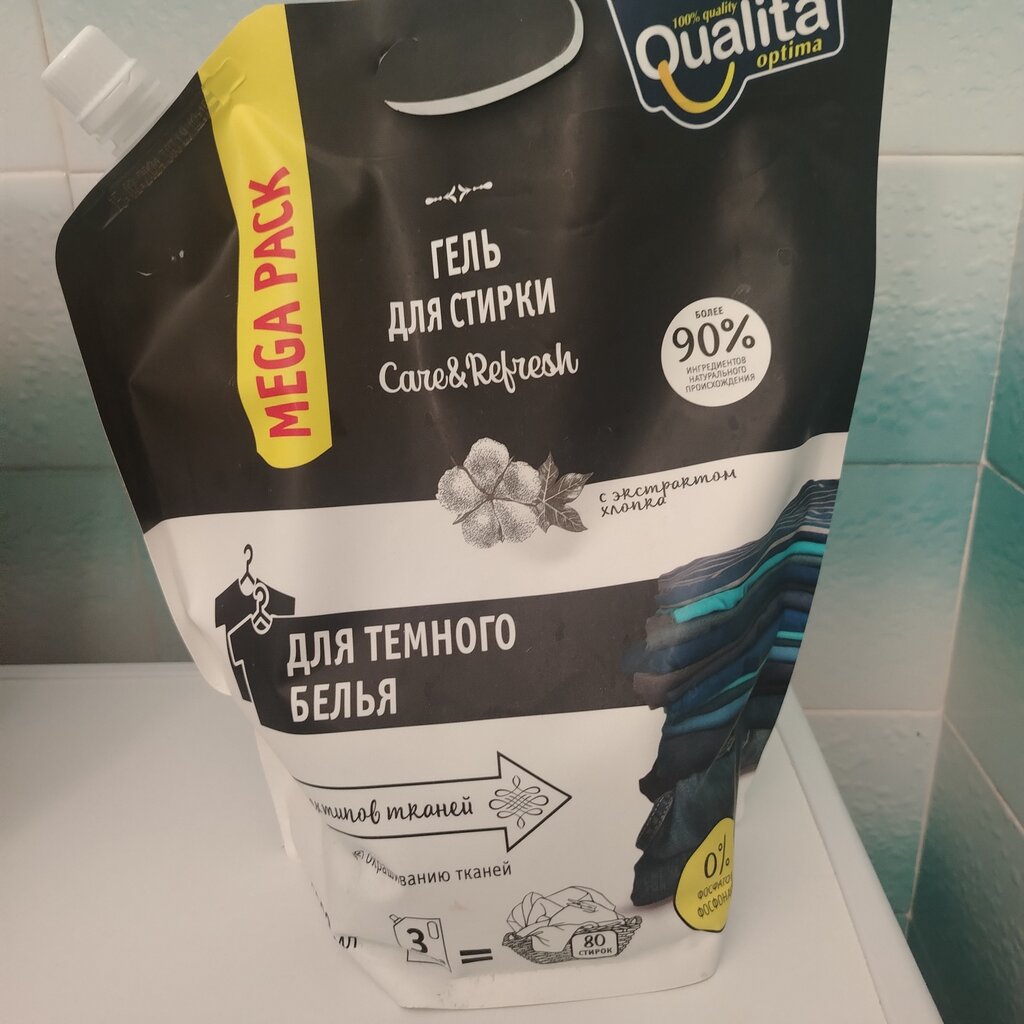 100% quality
Qualita
optima
MEGA PACK
ГЕЛЬ
ДЛЯ СТИРКИ
Care&Refresh
БОЛЕЕ
90%
ИНГРЕДИЕНТОВ
НАТУРАЛЬНОГО
ПРОИСХОЖДЕНИЯ
с экстрактом
хлопка
ДЛЯ ТЕМНОГО
БЕЛЬЯ
типов тканей
тканей
0%
3 = 80
СТИРОК